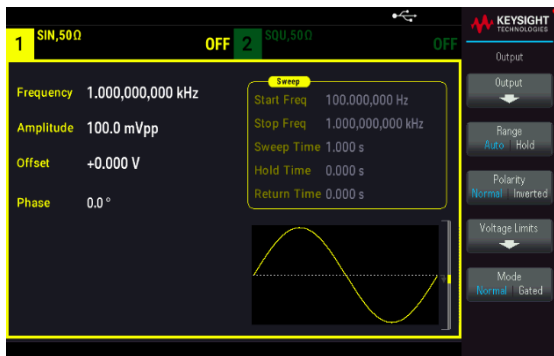 1 SIN,50Ω OFF 2 SQU,50Ω OFF
KEYSIGHT
TECHNOLOGIES
Output
Frequency 1.000,000,000 kHz
Amplitude 100.0 mVpp
Offset +0.000 V
Phase 0.0 °
Sweep
Start Freq 100.000,000 Hz
Stop Freq 1.000,000,000 kHz
Sweep Time 1.000 s
Hold Time 0.000 s
Return Time 0.000 s
Output
Range
Auto Hold
Polarity
Normal Inverted
Voltage Limits
Mode
Normal Gated